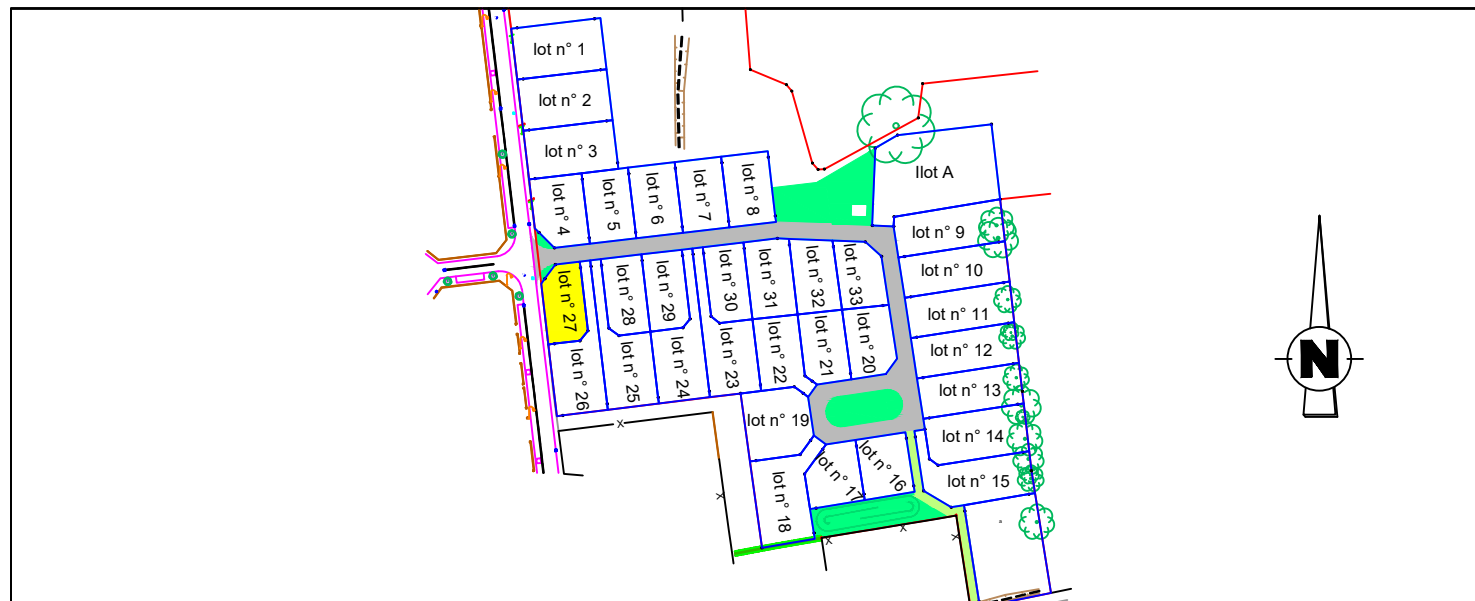 lot n° 1
lot n° 2
lot n° 3
lot n° 4
lot n° 5
lot n° 6
lot n° 7
lot n° 8
Ilot A
lot n° 9
lot n° 10
lot n° 11
lot n° 12
lot n° 13
lot n° 14
lot n° 15
lot n° 27
lot n° 28
lot n° 29
lot n° 30
lot n° 31
lot n° 32
lot n° 33
lot n° 26
lot n° 25
lot n° 24
lot n° 23
lot n° 22
lot n° 21
lot n° 20
lot n° 19
lot n° 18
lot n° 17
lot n° 16
N